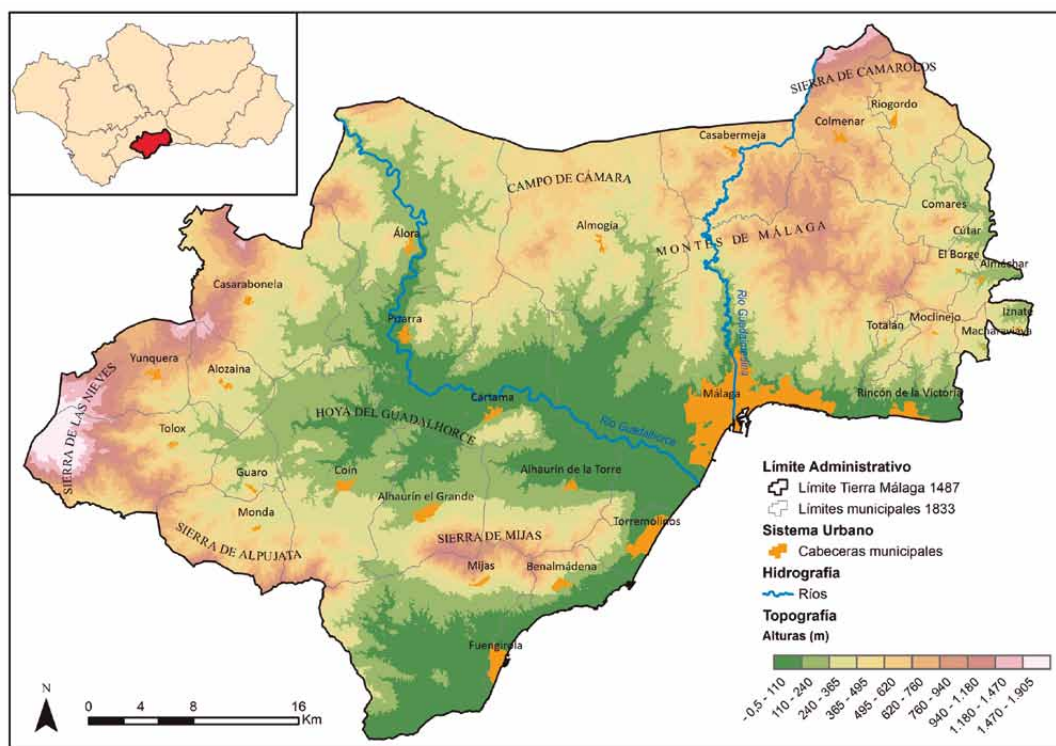 SIERRA DE CAMAROLOS
Riogordo
Colmenar
Casabermeja
CAMPO DE CÁMARA
Comares
Almogía
MONTES DE MÁLAGA
Cútar
Álora
El Borge
Alméchar
Casarabonela
Río Guadalmedina
Iznate
Pizarra
Moclinejo
Totalán
Macharaviaya
Yunquera
Alozaina
SIERRA DE LAS NIEVES
Málaga
Rincón de la Victoria
Cártama
HOYA DEL GUADALHORCE
Tolox
Río Guadalhorce
Guaro
Coín
Alhaurín de la Torre
Alhaurín el Grande
Monda
Torremolinos
SIERRA DE ALPUJATA
SIERRA DE MIJAS
Mijas
Benalmádena
Fuengirola
Límite Administrativo
Límite Tierra Málaga 1487
Límites municipales 1833
Sistema Urbano
Cabeceras municipales
Hidrografía
Ríos
Topografía
Alturas (m)
- 0,5 - 110
110 - 240
240 - 365
365 - 495
495 - 620
620 - 760
760 - 940
940 - 1.180
1.180 - 1.470
1.470 - 1.905
N
0 4 8 16
Km